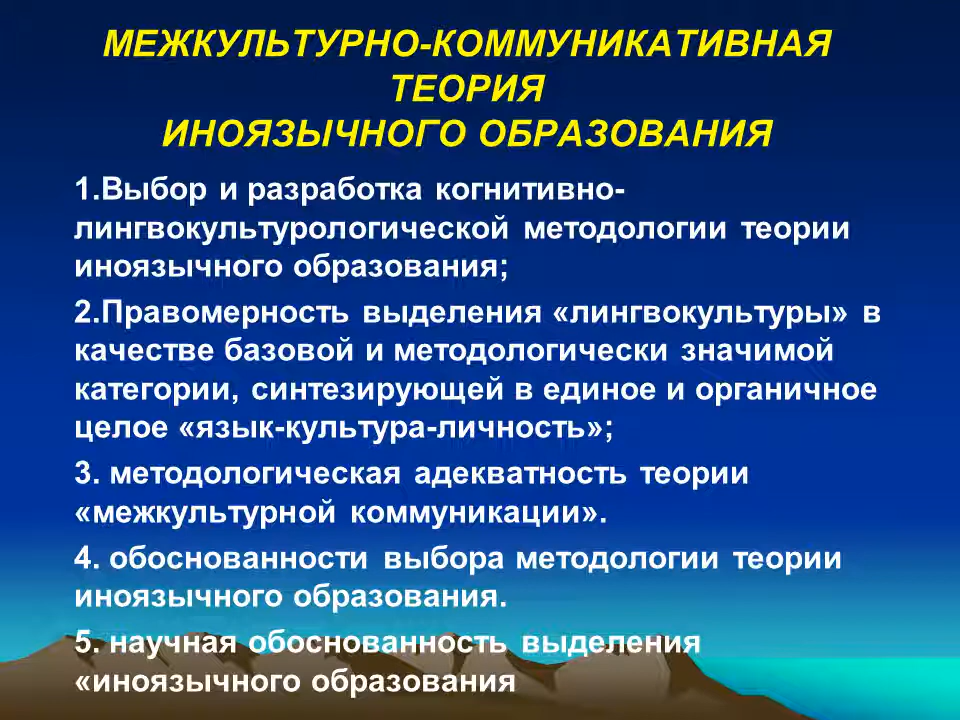 МЕЖКУЛЬТУРНО-КОММУНИКАТИВНАЯ
ТЕОРИЯ
ИНОЯЗЫЧНОГО ОБРАЗОВАНИЯ
1.Выбор и разработка когнитивно-
лингвокультурологической методологии теории
иноязычного образования;
2.Правомерность выделения «лингвокультуры» в
качестве базовой и методологически значимой
категории, синтезирующей в единое и органичное
целое «язык-культура-личность»;
3. методологическая адекватность теории
«межкультурной коммуникации».
4. обоснованности выбора методологии теории
иноязычного образования.
5. научная обоснованность выделения
«иноязычного образования